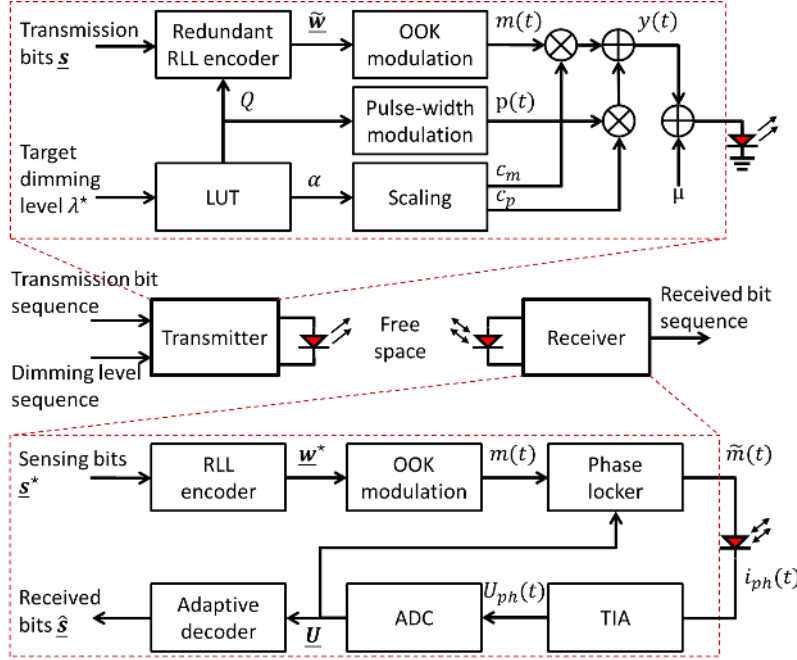 Transmission
bits s
Redundant
RLL encoder
w̃
OOK
modulation
m(t)
y(t)
Q
Pulse-width
modulation
p(t)
Target
dimming
level λ*
LUT
α
Scaling
c_m
c_p
μ
Transmission bit
sequence
Dimming level
sequence
Transmitter
Free
space
Receiver
Received bit
sequence
Sensing bits
s*
RLL
encoder
w*
OOK
modulation
m(t)
Phase
locker
m̃(t)
i_ph(t)
Received
bits ŝ
Adaptive
decoder
U
ADC
U_ph(t)
TIA